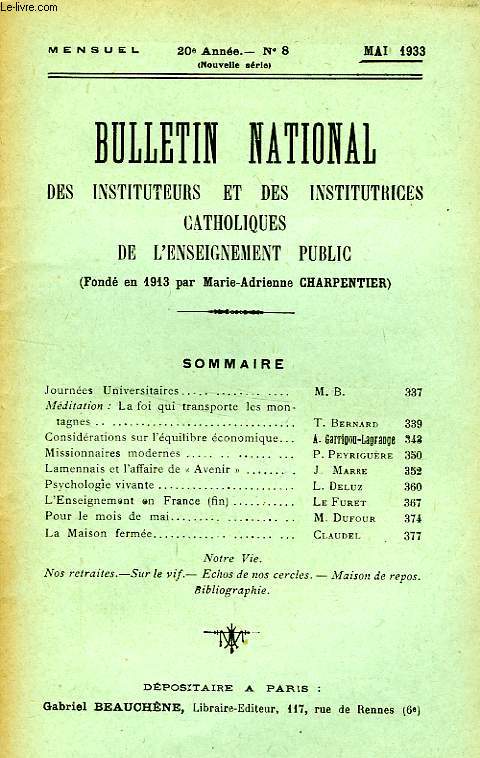 Le-livre.com
MENSUEL 20e Année.— N° 8 MAI 1933
(Nouvelle série)
BULLETIN NATIONAL
DES INSTITUTEURS ET DES INSTITUTRICES
CATHOLIQUES
DE L'ENSEIGNEMENT PUBLIC
(Fondé en 1913 par Marie-Adrienne CHARPENTIER)
SOMMAIRE
Journées Universitaires.................. M. B. 337
Méditation : La foi qui transporte les mon-
tagnes .................................. T. BERNARD 339
Considérations sur l'équilibre économique... A. Garrigou-Lagrange 343
Missionnaires modernes .................. P. PEYRIGUÈRE 350
Lamennais et l'affaire de « Avenir » ........ J. MARRE 352
Psychologie vivante ..................... L. DELUZ 360
L'Enseignement en France (fin) ........... LE FURET 367
Pour le mois de mai...................... M. DUFOUR 374
La Maison fermée......................... CLAUDEL 377
Notre Vie.
Nos retraites.—Sur le vif.— Echos de nos cercles. — Maison de repos.
Bibliographie.
DÉPOSITAIRE A PARIS :
Gabriel BEAUCHÊNE, Libraire-Editeur, 117, rue de Rennes (6e)